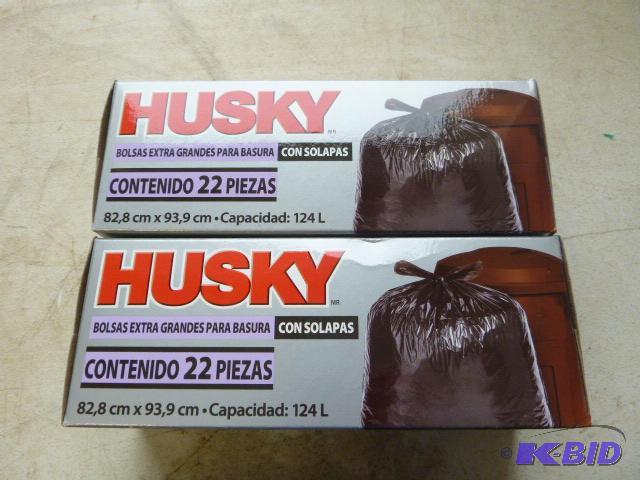 HUSKY
MR
BOLSAS EXTRA GRANDES PARA BASURA CON SOLAPAS
CONTENIDO 22 PIEZAS
82,8 cm x 93,9 cm • Capacidad: 124 L
HUSKY
MR
BOLSAS EXTRA GRANDES PARA BASURA CON SOLAPAS
CONTENIDO 22 PIEZAS
82,8 cm x 93,9 cm • Capacidad: 124 L
© K-BID